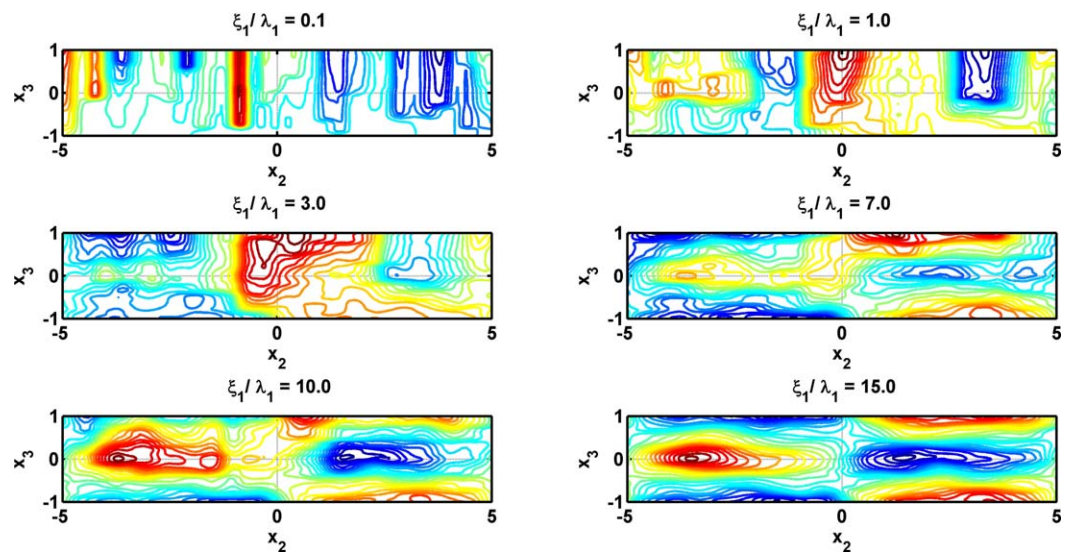 ξ₁/ λ₁ = 0.1
x₃
1
0
-1
-5
0
5
x₂
ξ₁/ λ₁ = 1.0
x₃
1
0
-1
-5
0
5
x₂
ξ₁/ λ₁ = 3.0
x₃
1
0
-1
-5
0
5
x₂
ξ₁/ λ₁ = 7.0
x₃
1
0
-1
-5
0
5
x₂
ξ₁/ λ₁ = 10.0
x₃
1
0
-1
-5
0
5
x₂
ξ₁/ λ₁ = 15.0
x₃
1
0
-1
-5
0
5
x₂